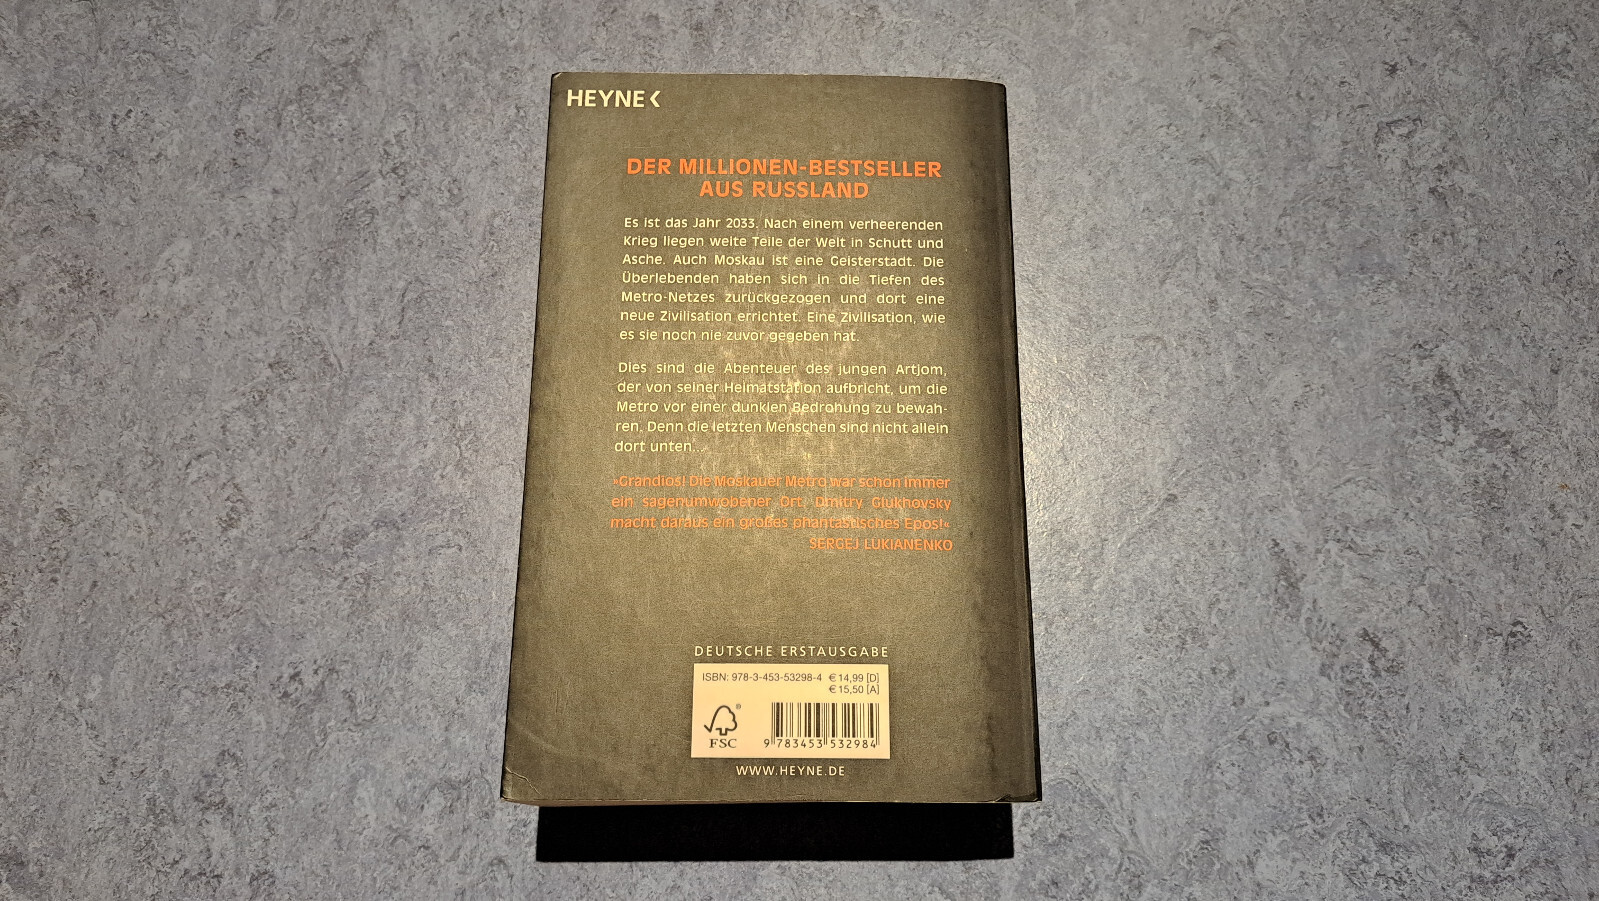 HEYNE
DER MILLIONEN-BESTSELLER
AUS RUSSLAND
Es ist das Jahr 2033. Nach einem verheerenden
Krieg liegen weite Teile der Welt in Schutt und
Asche. Auch Moskau ist eine Geisterstadt. Die
Überlebenden haben sich in die Tiefen des
Metro-Netzes zurückgezogen und dort eine
neue Zivilisation errichtet. Eine Zivilisation, wie
es sie noch nie zuvor gegeben hat.
Dies sind die Abenteuer des jungen Artjom,
der von seiner Heimatstation aufbricht, um die
Metro vor einer dunklen Bedrohung zu bewah-
ren. Denn die letzten Menschen sind nicht allein
dort unten...
»Grandios! Die Moskauer Metro war schon immer
ein sagenumwobener Ort. Dmitry Glukhovsky
macht daraus ein großes phantastisches Epos!«
SERGEJ LUKIANENKO
DEUTSCHE ERSTAUSGABE
ISBN: 978-3-453-53298-4 € 14,99 [D]
€ 15,50 [A]
FSC®
9 783453 532984
WWW.HEYNE.DE